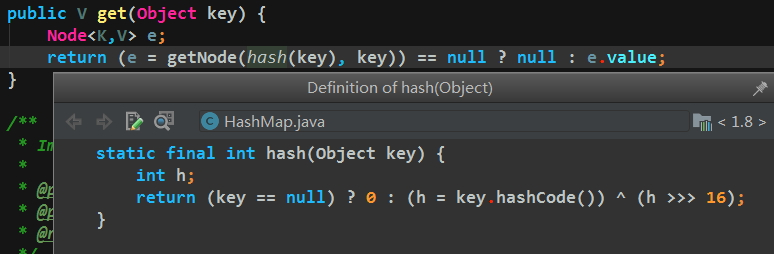 public V get(Object key) {
Node<K,V> e;
return (e = getNode(hash(key), key)) == null ? null : e.value;
}
Definition of hash(Object)
/**
HashMap.java
< 1.8 >
* Im
static final int hash(Object key) {
*
int h;
* @p
return (key == null) ? 0 : (h = key.hashCode()) ^ (h >>> 16);
* @p
}
* @r
*/